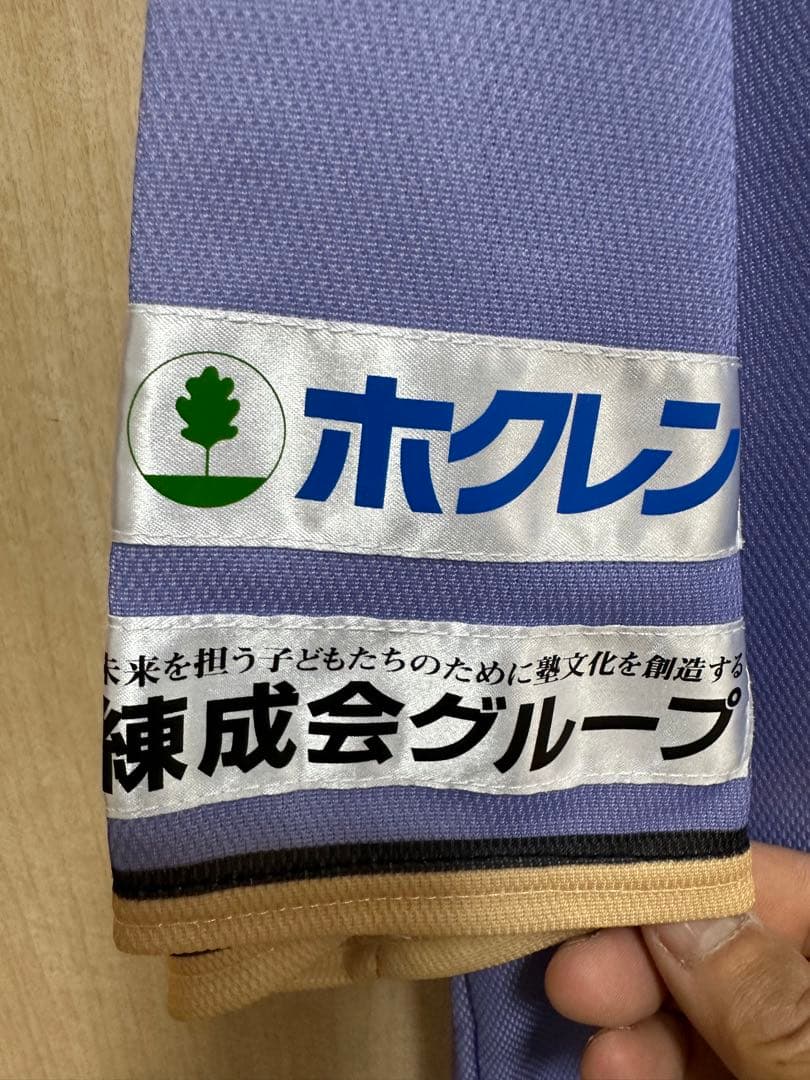 ホクレン
未来を担う子どもたちのために塾文化を創造する
練成会グループ